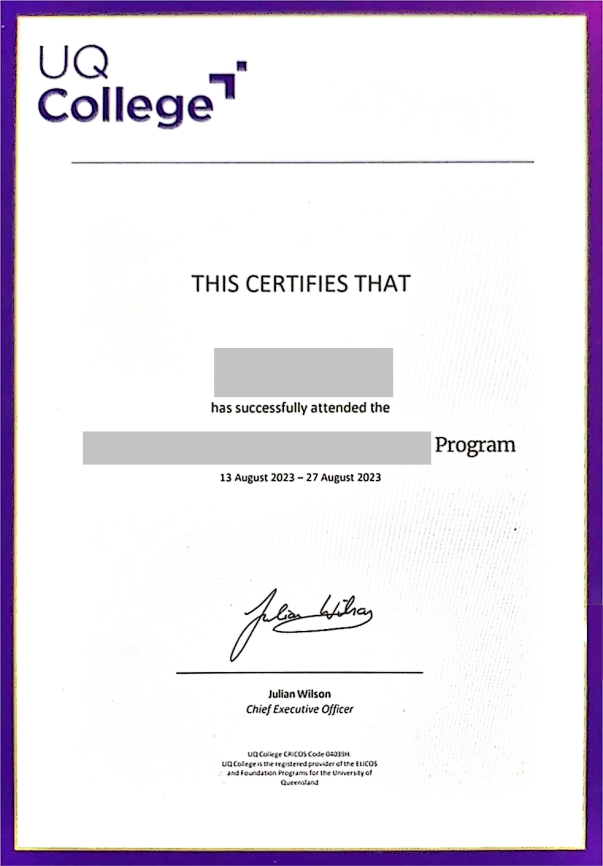 UQ
College
THIS CERTIFIES THAT
has successfully attended the
Program
13 August 2023 – 27 August 2023
Julian Wilson
Julian Wilson
Chief Executive Officer
UQ College CRICOS Code 04039H.
UQ College is the registered provider of the ELICOS
and Foundation Programs for the University of
Queensland